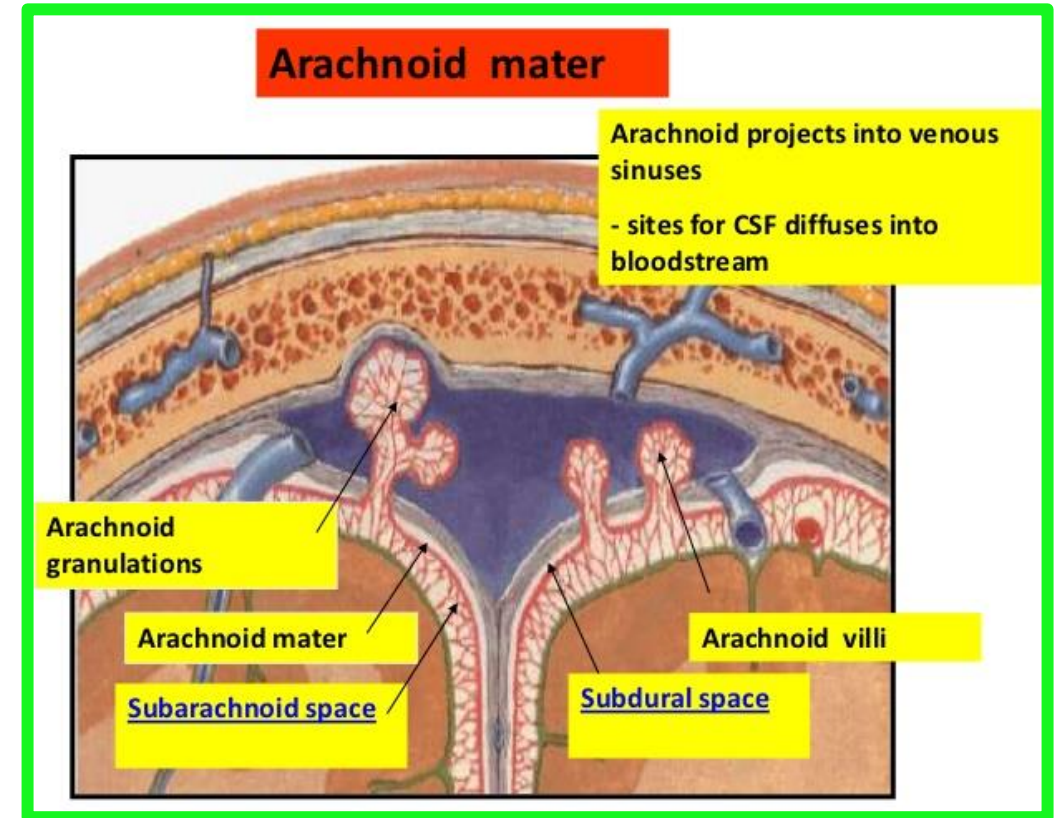 Arachnoid  mater
Arachnoid projects into venous
sinuses
- sites for CSF diffuses into
bloodstream
Arachnoid
granulations
Arachnoid mater
Arachnoid  villi
Subarachnoid space
Subdural space